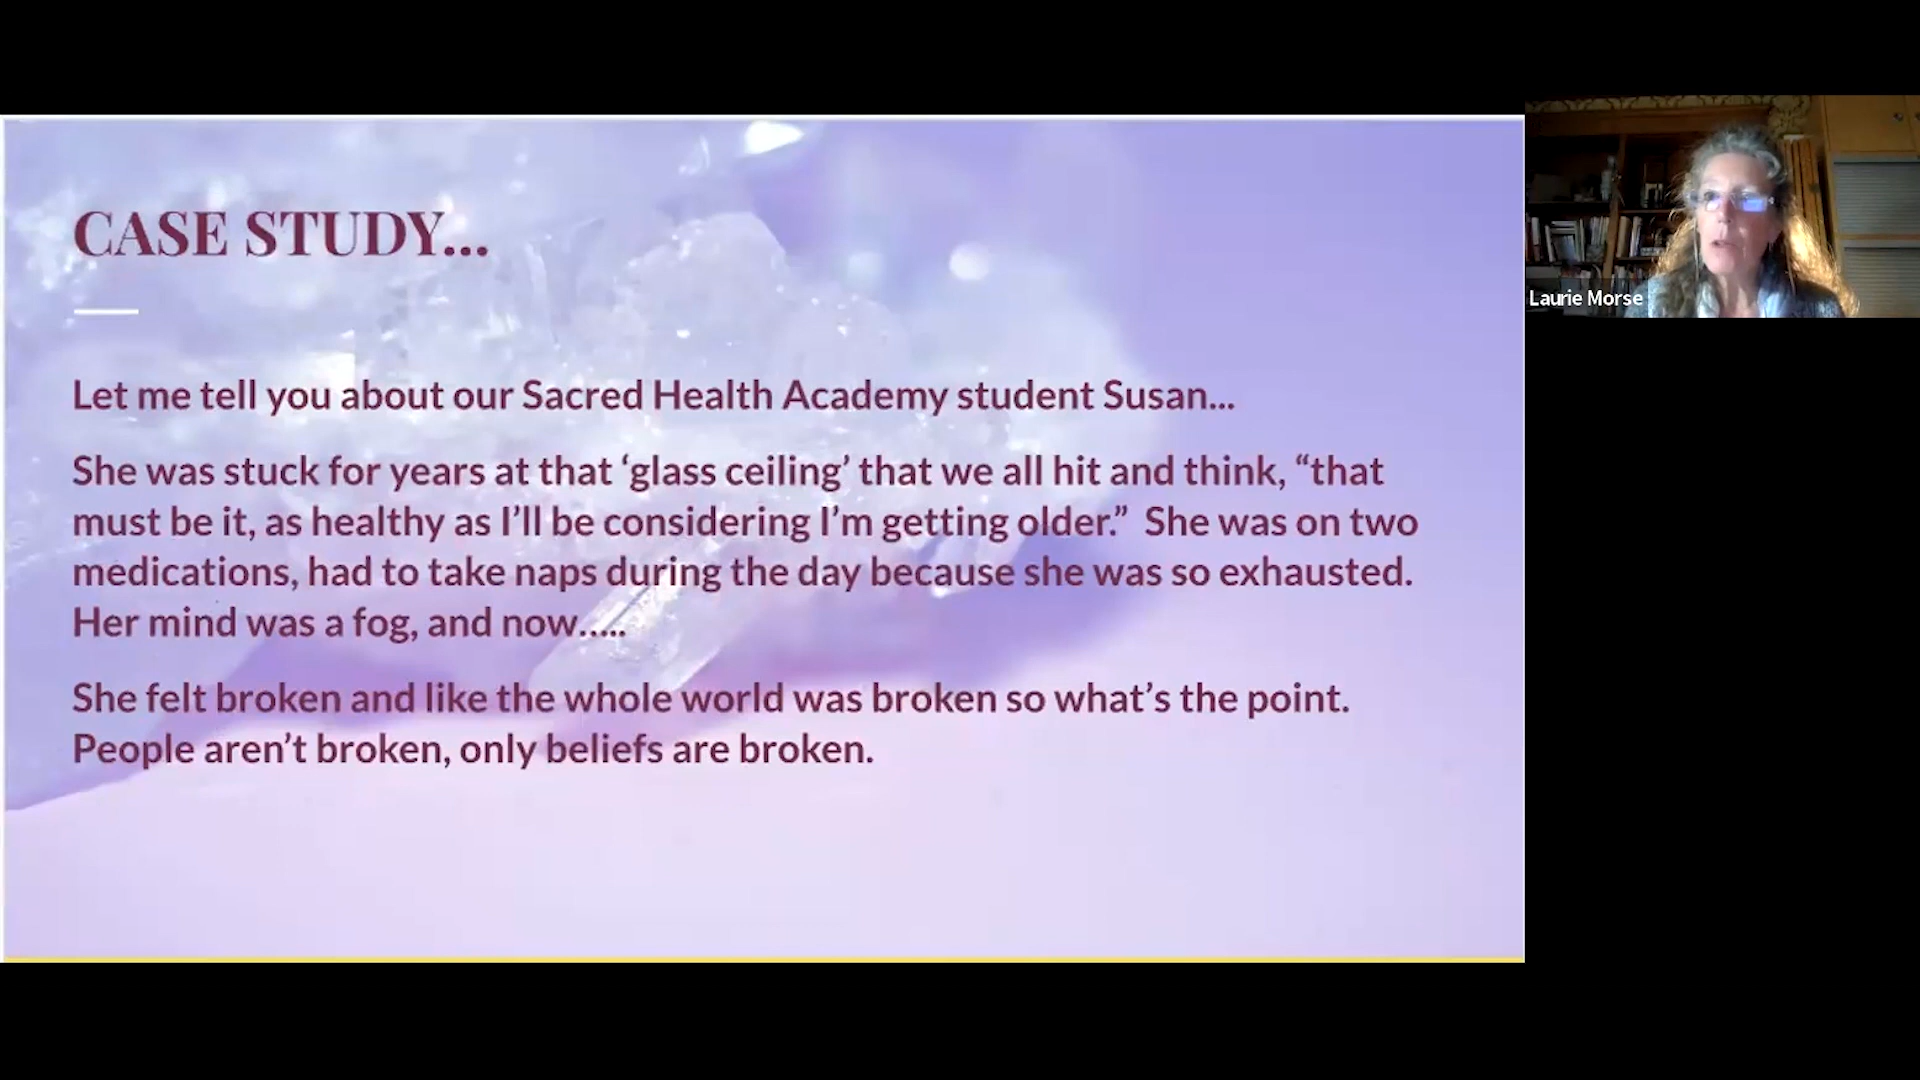 CASE STUDY...
Let me tell you about our Sacred Health Academy student Susan...
She was stuck for years at that ‘glass ceiling’ that we all hit and think, “that
must be it, as healthy as I’ll be considering I’m getting older.”  She was on two
medications, had to take naps during the day because she was so exhausted.
Her mind was a fog, and now.....
She felt broken and like the whole world was broken so what’s the point.
People aren’t broken, only beliefs are broken.
Laurie Morse